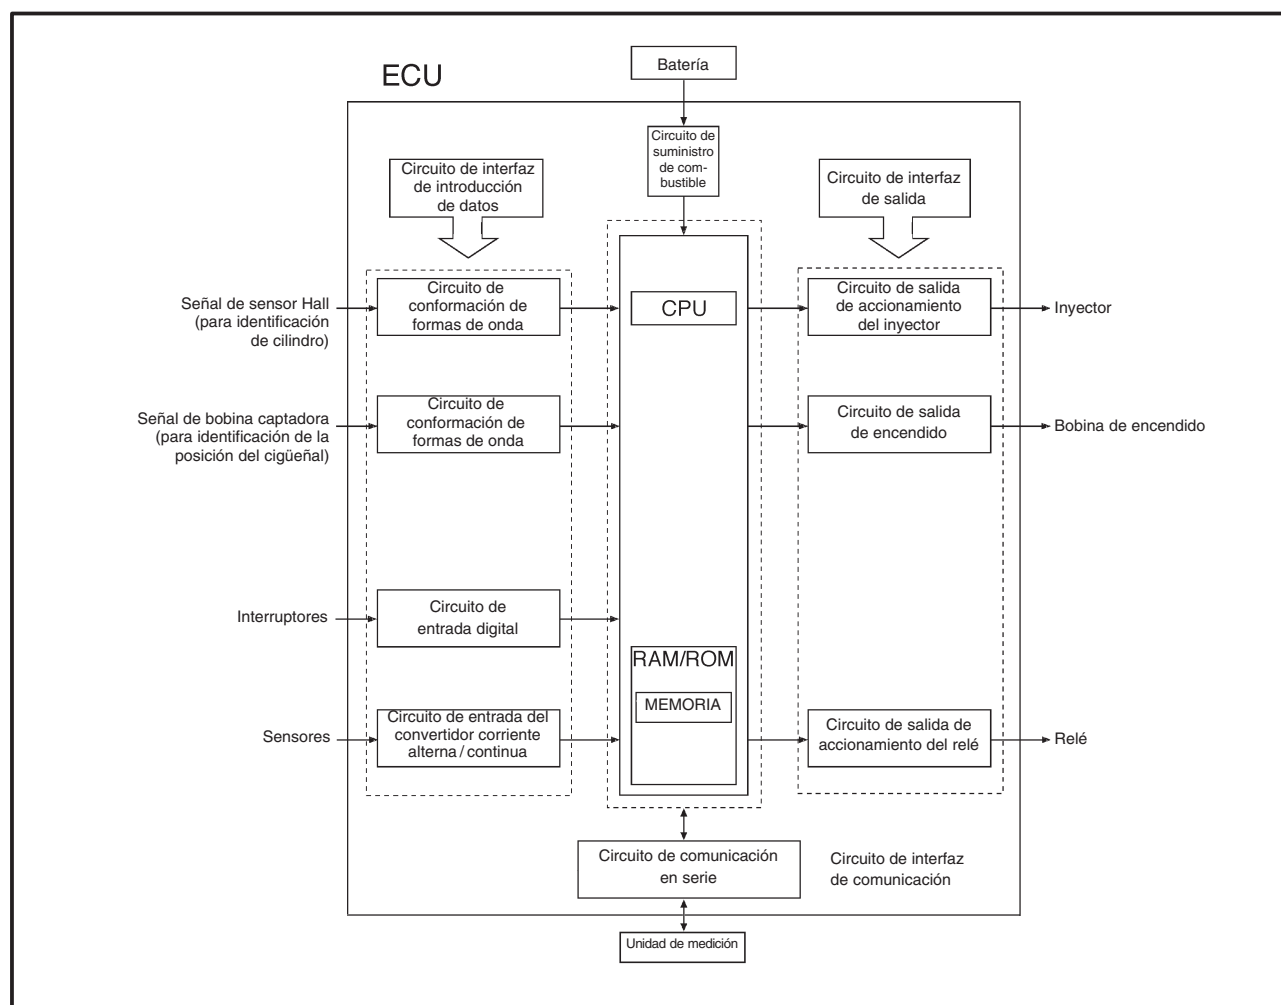 Batería
ECU
Circuito de
suministro
de com-
bustible
Circuito de interfaz
de introducción
de datos
Circuito de interfaz
de salida
Señal de sensor Hall
(para identificación
de cilindro)
Circuito de
conformación de
formas de onda
CPU
Circuito de salida
de accionamiento
del inyector
Inyector
Señal de bobina captadora
(para identificación de la
posición del cigüeñal)
Circuito de
conformación de
formas de onda
Circuito de salida
de encendido
Bobina de encendido
Interruptores
Circuito de
entrada digital
RAM/ROM
MEMORIA
Sensores
Circuito de entrada del
convertidor corriente
alterna/continua
Circuito de salida de
accionamiento del relé
Relé
Circuito de comunicación
en serie
Circuito de interfaz
de comunicación
Unidad de medición